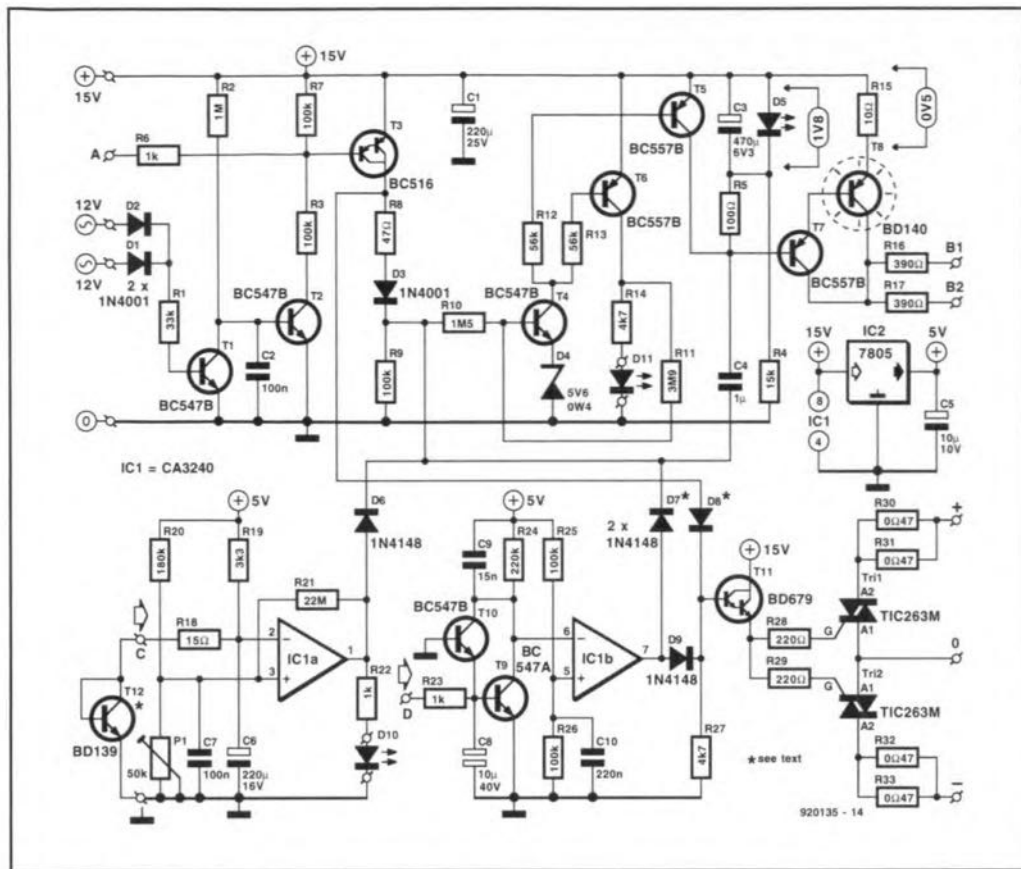 15V
15V
R2
1M
R7
100k
T3
C1
220µ
25V
T5
C3
470µ
6V3
D5
1V8
R15
10Ω
0V5
T8
A
R6
1k
BC516
BC557B
T6
12V
D2
12V
D1
2 x
1N4001
R3
100k
R8
47Ω
R12
56k
56k
R13
BC557B
R5
100Ω
T7
BD140
R16
390Ω
B1
R17
390Ω
B2
BC557B
R1
33k
BC547B
T2
D3
1N4001
R10
1M5
BC547B
T4
R14
4k7
R11
3M9
T1
C2
100n
BC547B
R9
100k
D4
5V6
0W4
D11
C4
1µ
R4
15k
15V
IC2
7805
5V
8
IC1
4
C5
10µ
10V
0
IC1 = CA3240
5V
R20
180k
R19
3k3
D6
1N4148
R21
22M
5V
C9
15n
R24
220k
R25
100k
D7*
D8*
2 x
1N4148
15V
T11
BD679
R30
0Ω47
+
R31
0Ω47
Tri1
A2
TIC263M
A1
G
R28
220Ω
R29
220Ω
G
0
Tri2
A1
TIC263M
A2
C
R18
15Ω
2
−
IC1a
1
3
+
BC547B
T10
BC
547A
T9
6
−
IC1b
7
5
+
D9
1N4148
R22
1k
R23
1k
D
T12
*
BD139
P1
50k
C7
100n
C6
220µ
16V
D10
C8
10µ
40V
R26
100k
C10
220n
R27
4k7
*see text
R32
0Ω47
R33
0Ω47
−
920135 - 14